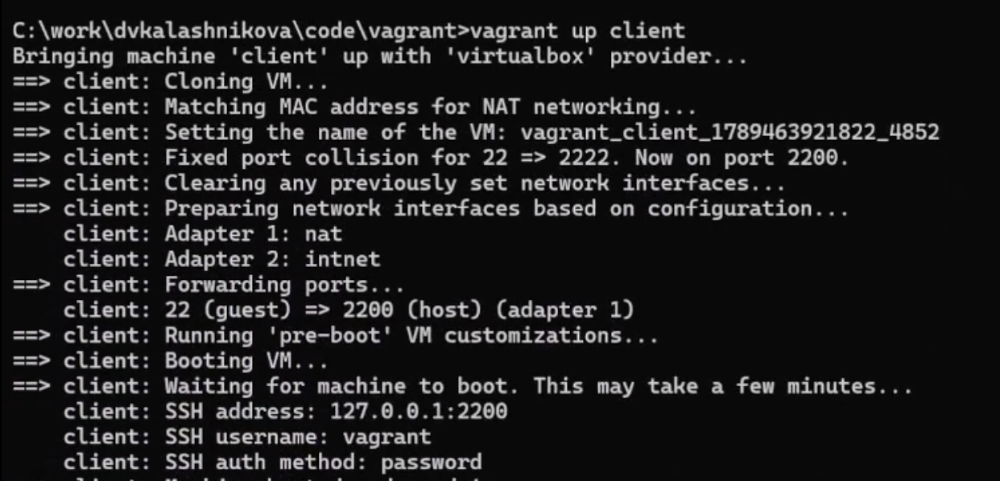 C:\work\dvkalashnikova\code\vagrant>vagrant up client
Bringing machine 'client' up with 'virtualbox' provider...
==> client: Cloning VM...
==> client: Matching MAC address for NAT networking...
==> client: Setting the name of the VM: vagrant_client_1789463921822_4852
==> client: Fixed port collision for 22 => 2222. Now on port 2200.
==> client: Clearing any previously set network interfaces...
==> client: Preparing network interfaces based on configuration...
    client: Adapter 1: nat
    client: Adapter 2: intnet
==> client: Forwarding ports...
    client: 22 (guest) => 2200 (host) (adapter 1)
==> client: Running 'pre-boot' VM customizations...
==> client: Booting VM...
==> client: Waiting for machine to boot. This may take a few minutes...
    client: SSH address: 127.0.0.1:2200
    client: SSH username: vagrant
    client: SSH auth method: password